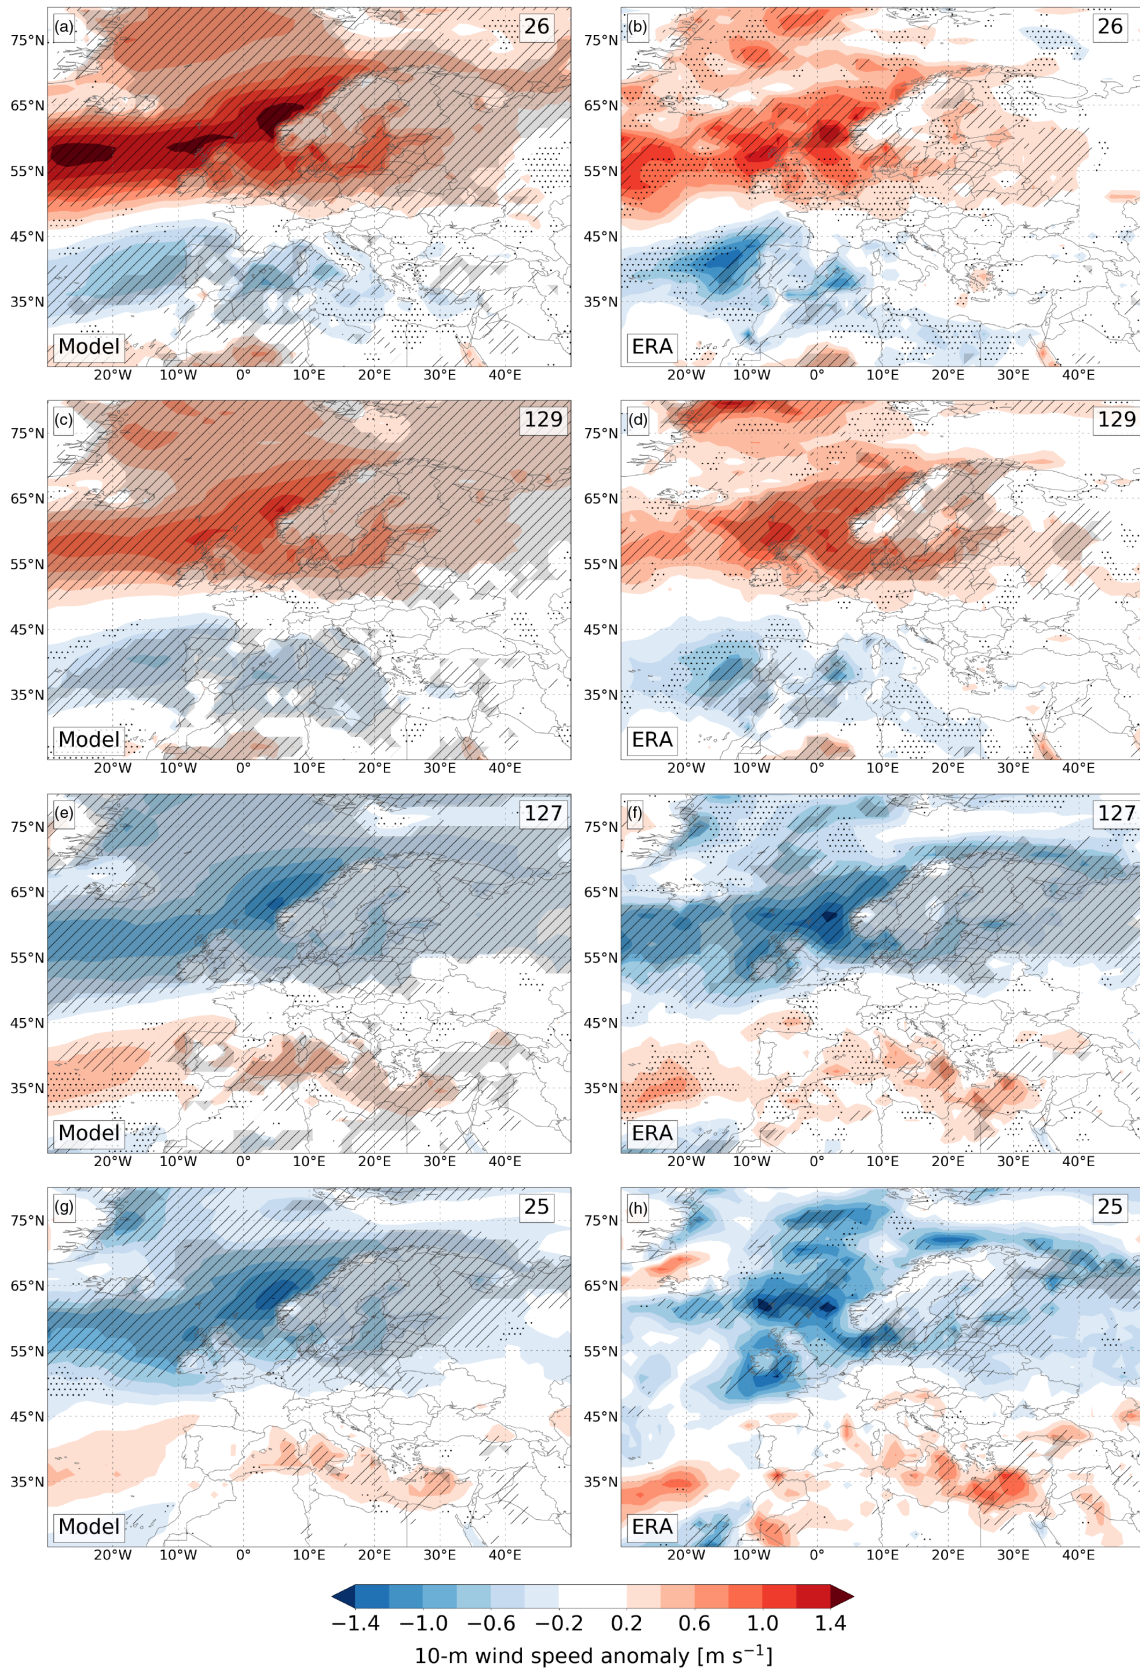 (a) 26 (b) 26
75°N 75°N
65°N 65°N
55°N 55°N
45°N 45°N
35°N 35°N
Model ERA
20°W 10°W 0° 10°E 20°E 30°E 40°E 20°W 10°W 0° 10°E 20°E 30°E 40°E
(c) 129 (d) 129
75°N 75°N
65°N 65°N
55°N 55°N
45°N 45°N
35°N 35°N
Model ERA
20°W 10°W 0° 10°E 20°E 30°E 40°E 20°W 10°W 0° 10°E 20°E 30°E 40°E
(e) 127 (f) 127
75°N 75°N
65°N 65°N
55°N 55°N
45°N 45°N
35°N 35°N
Model ERA
20°W 10°W 0° 10°E 20°E 30°E 40°E 20°W 10°W 0° 10°E 20°E 30°E 40°E
(g) 25 (h) 25
75°N 75°N
65°N 65°N
55°N 55°N
45°N 45°N
35°N 35°N
Model ERA
20°W 10°W 0° 10°E 20°E 30°E 40°E 20°W 10°W 0° 10°E 20°E 30°E 40°E
−1.4 −1.0 −0.6 −0.2 0.2 0.6 1.0 1.4
10-m wind speed anomaly [m s⁻¹]